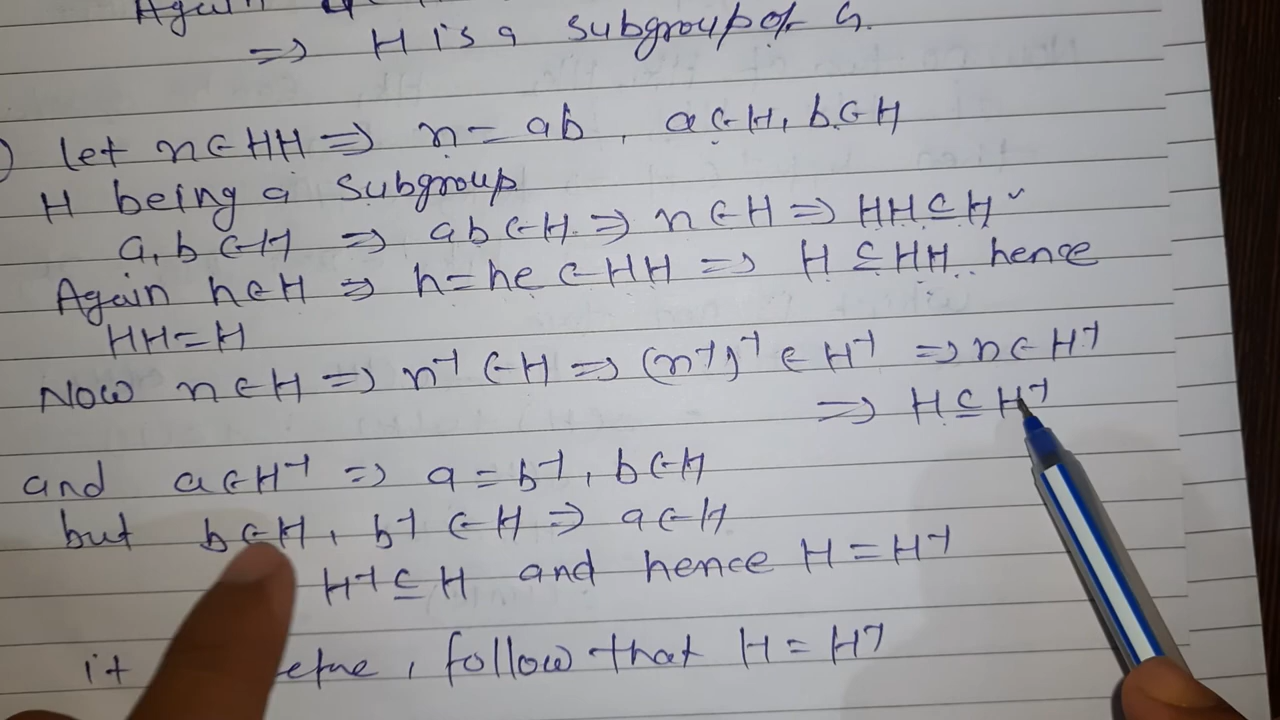 Again
=> H is a subgroup of G.
) let n∈HH => n = ab, a∈H, b∈H
H being a subgroup
a, b ∈H => ab∈H => n∈H => HH⊆H
Again h∈H => h=he ∈HH => H⊆HH hence
HH=H
Now n∈H => n⁻¹∈H => (n⁻¹)⁻¹ ∈ H⁻¹ => n∈H⁻¹
=> H⊆H⁻¹
and a∈H⁻¹ => a = b⁻¹, b∈H
but b∈H, b⁻¹∈H => a∈H
H⁻¹⊆H and hence H=H⁻¹
it , follow that H = H⁻¹